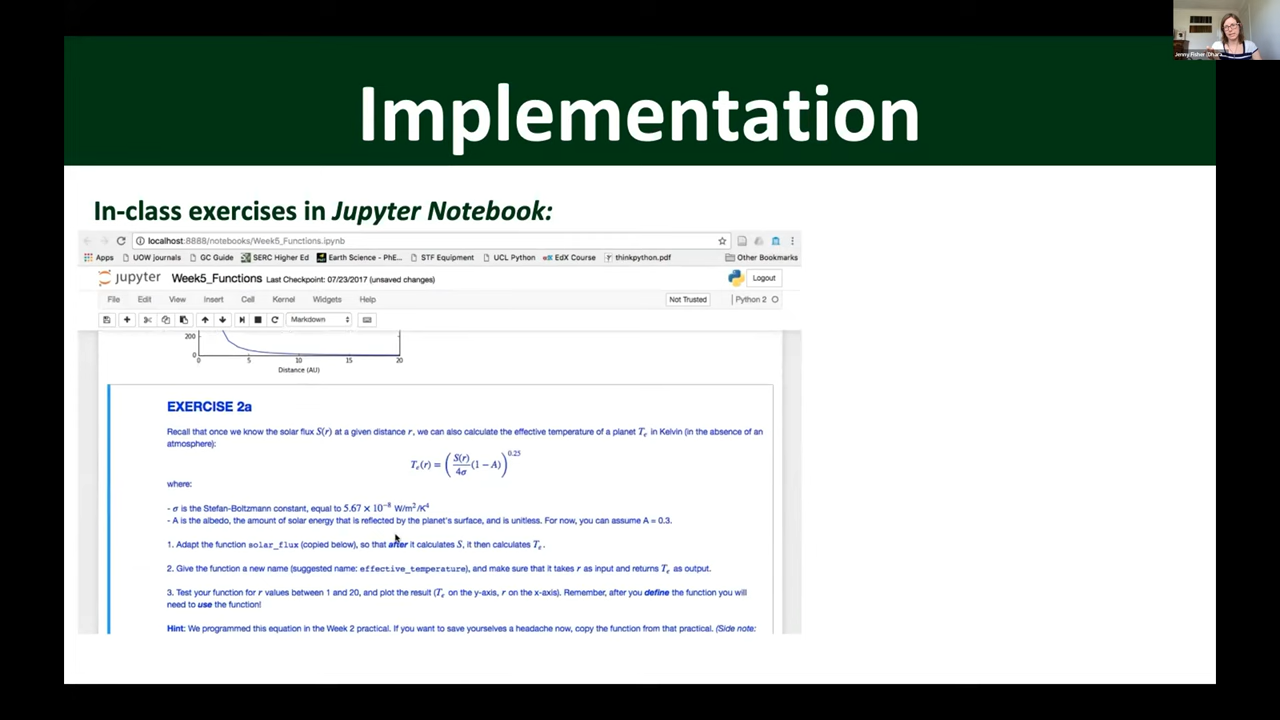 Jenny Fisher (Dhar
Implementation
In-class exercises in Jupyter Notebook:
localhost:8888/notebooks/Week5_Functions.ipynb
Apps UOW journals GC Guide SERC Higher Ed Earth Science - PhE... STF Equipment UCL Python EdX Course thinkpython.pdf Other Bookmarks
jupyter Week5_Functions Last Checkpoint: 07/23/2017 (unsaved changes) Logout
File Edit View Insert Cell Kernel Widgets Help Not Trusted Python 2
Markdown
200
0
0 5 10 15 20
Distance (AU)
EXERCISE 2a
Recall that once we know the solar flux S(r) at a given distance r, we can also calculate the effective temperature of a planet Te in Kelvin (in the absence of an
atmosphere):
Te(r) = (S(r)/4σ (1 − A))^0.25
where:
- σ is the Stefan-Boltzmann constant, equal to 5.67 × 10⁻⁸ W/m²/K⁴
- A is the albedo, the amount of solar energy that is reflected by the planet's surface, and is unitless. For now, you can assume A = 0.3.
1. Adapt the function solar_flux (copied below), so that after it calculates S, it then calculates Te.
2. Give the function a new name (suggested name: effective_temperature), and make sure that it takes r as input and returns Te as output.
3. Test your function for r values between 1 and 20, and plot the result (Te on the y-axis, r on the x-axis). Remember, after you define the function you will
need to use the function!
Hint: We programmed this equation in the Week 2 practical. If you want to save yourselves a headache now, copy the function from that practical. (Side note: